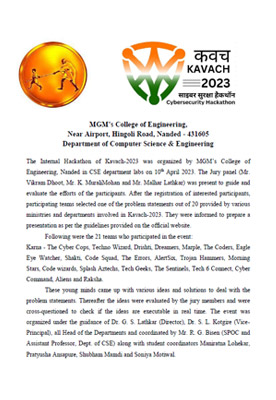 कवच
KAVACH
2023
साइबर सुरक्षा हैकथॉन
Cybersecurity Hackathon
MGM's College of Engineering,
Near Airport, Hingoli Road, Nanded - 431605
Department of Computer Science & Engineering
The Internal Hackathon of Kavach-2023 was organized by MGM's College of
Engineering, Nanded in CSE department labs on 10th April 2023. The Jury panel (Mr.
Vikram Dhoot, Mr. K. MuraliMohan and Mr. Malhar Lathkar) was present to guide and
evaluate the efforts of the participants. After the registration of interested participants,
participating teams selected one of the problem statements out of 20 provided by various
ministries and departments involved in Kavach-2023. They were informed to prepare a
presentation as per the guidelines provided on the official website.
Following were the 21 teams who participated in the event:
Karna - The Cyber Cops, Techno Wizard, Drishti, Dreamers, Marple, The Coders, Eagle
Eye Watcher, Shakti, Code Squad, The Errors, AlertSix, Trojan Hammers, Morning
Stars, Code wizards, Splash Aztechs, Tech Geeks, The Sentinels, Tech 6 Connect, Cyber
Command, Aliens and Raksha.
These young minds came up with various ideas and solutions to deal with the
problem statements. Thereafter the ideas were evaluated by the jury members and were
cross-questioned to check if the ideas are executable in real time. The event was
organized under the guidance of Dr. G. S. Lathkar (Director), Dr. S. L. Kotgire (Vice-
Principal), all Head of the Departments and coordinated by Mr. R. G. Bisen (SPOC and
Assistant Professor, Dept. of CSE) along with student coordinators Maniratna Lohekar,
Pratyusha Annapure, Shubham Mamdi and Soniya Motiwal.